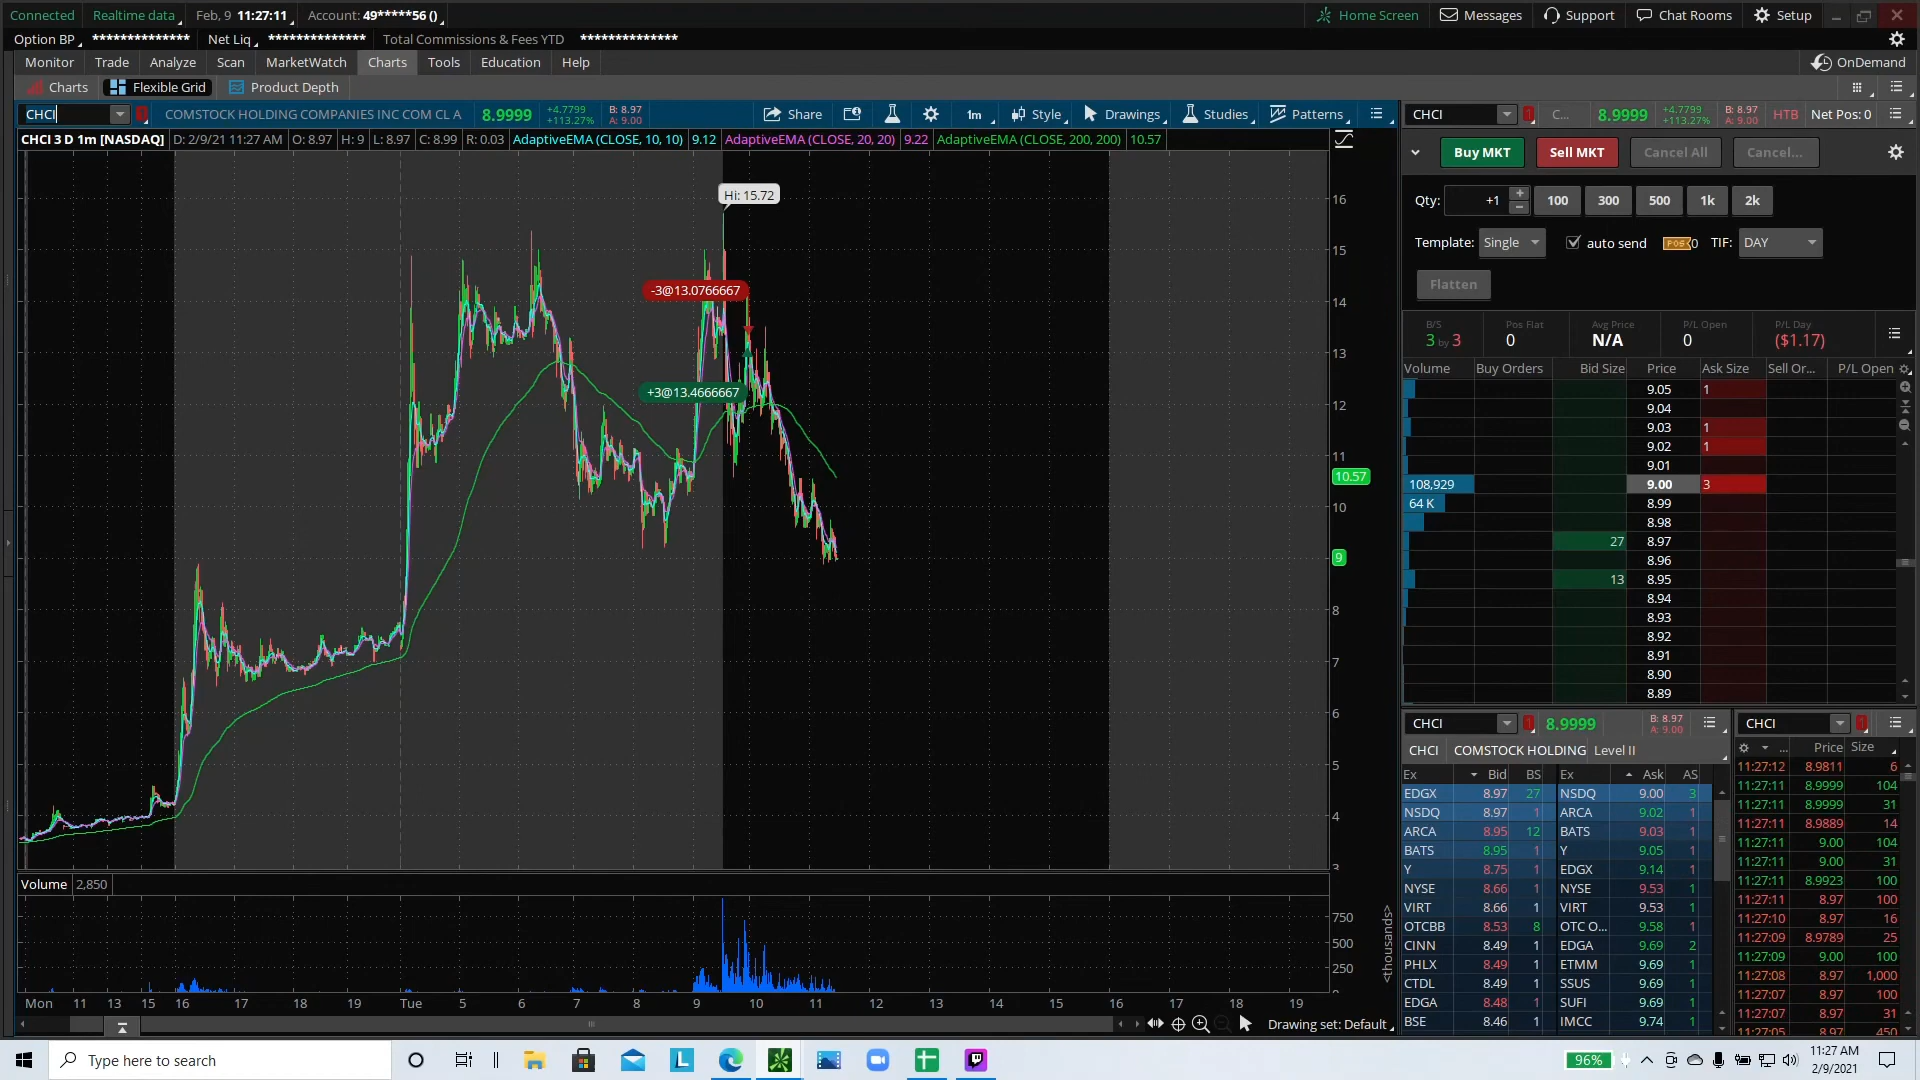 Connected Realtime data Feb, 9 11:27:11 Account: 49*****56 () Home Screen Messages Support Chat Rooms Setup
Option BP ************** Net Liq ************** Total Commissions & Fees YTD **************
Monitor Trade Analyze Scan MarketWatch Charts Tools Education Help OnDemand
Charts Flexible Grid Product Depth
CHCI COMSTOCK HOLDING COMPANIES INC COM CL A 8.9999 +4.7799 +113.27% B: 8.97 A: 9.00 Share 1m Style Drawings Studies Patterns
CHCI 3 D 1m [NASDAQ] D: 2/9/21 11:27 AM O: 8.97 H: 9 L: 8.97 C: 8.99 R: 0.03 AdaptiveEMA (CLOSE, 10, 10) 9.12 AdaptiveEMA (CLOSE, 20, 20) 9.22 AdaptiveEMA (CLOSE, 200, 200) 10.57
Hi: 15.72
-3@13.0766667
+3@13.4666667
16
15
14
13
12
11
10.57
10
9
8
7
6
5
4
3
Volume 2,850
750
500
250
0
<thousands>
Mon 11 13 15 16 17 18 19 Tue 5 6 7 8 9 10 11 12 13 14 15 16 17 18 19
Drawing set: Default
CHCI C... 8.9999 +4.7799 +113.27% B: 8.97 A: 9.00 HTB Net Pos: 0
Buy MKT Sell MKT Cancel All Cancel...
Qty: +1 100 300 500 1k 2k
Template: Single auto send POS 0 TIF: DAY
Flatten
B/S Pos Flat Avg Price P/L Open P/L Day
3 by 3 0 N/A 0 ($1.17)
Volume Buy Orders Bid Size Price Ask Size Sell Or... P/L Open
9.05 1
9.04
9.03 1
9.02 1
9.01
108,929 9.00 3
64 K 8.99
8.98
27 8.97
8.96
13 8.95
8.94
8.93
8.92
8.91
8.90
8.89
CHCI 8.9999 B: 8.97 A: 9.00
CHCI COMSTOCK HOLDING Level II
Ex Bid BS Ex Ask AS
EDGX 8.97 27 NSDQ 9.00 3
NSDQ 8.97 1 ARCA 9.02 1
ARCA 8.95 12 BATS 9.03 1
BATS 8.95 1 Y 9.05 1
Y 8.75 1 EDGX 9.14 1
NYSE 8.66 1 NYSE 9.53 1
VIRT 8.66 1 VIRT 9.53 1
OTCBB 8.53 8 OTC O... 9.58 1
CINN 8.49 1 EDGA 9.69 2
PHLX 8.49 1 ETMM 9.69 1
CTDL 8.49 1 SSUS 9.69 1
EDGA 8.48 1 SUFI 9.69 1
BSE 8.46 1 IMCC 9.74 1
CHCI
... Price Size
11:27:12 8.9811 6
11:27:11 8.9999 104
11:27:11 8.9999 31
11:27:11 8.9889 14
11:27:11 9.00 104
11:27:11 9.00 31
11:27:11 8.9923 100
11:27:11 8.97 100
11:27:10 8.97 16
11:27:09 8.9789 25
11:27:09 9.00 100
11:27:08 8.97 1,000
11:27:07 8.97 100
11:27:07 8.97 31
11:27:05 8.97 450
Type here to search
L
96%
11:27 AM
2/9/2021